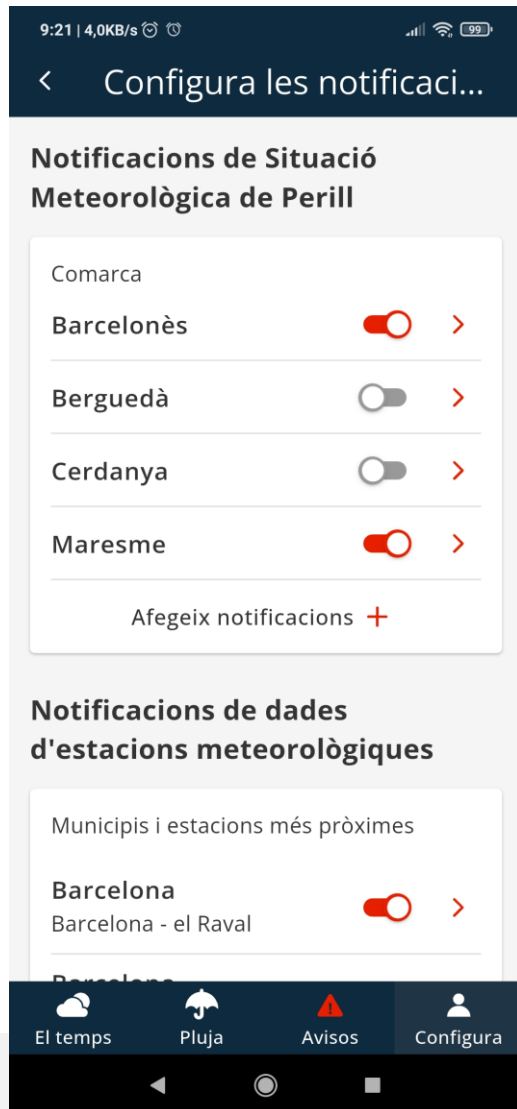 9:21 | 4,0KB/s
99
Configura les notificaci...
Notificacions de Situació
Meteorològica de Perill
Comarca
Barcelonès
Berguedà
Cerdanya
Maresme
Afegeix notificacions +
Notificacions de dades
d'estacions meteorològiques
Municipis i estacions més pròximes
Barcelona
Barcelona - el Raval
El temps
Pluja
Avisos
Configura